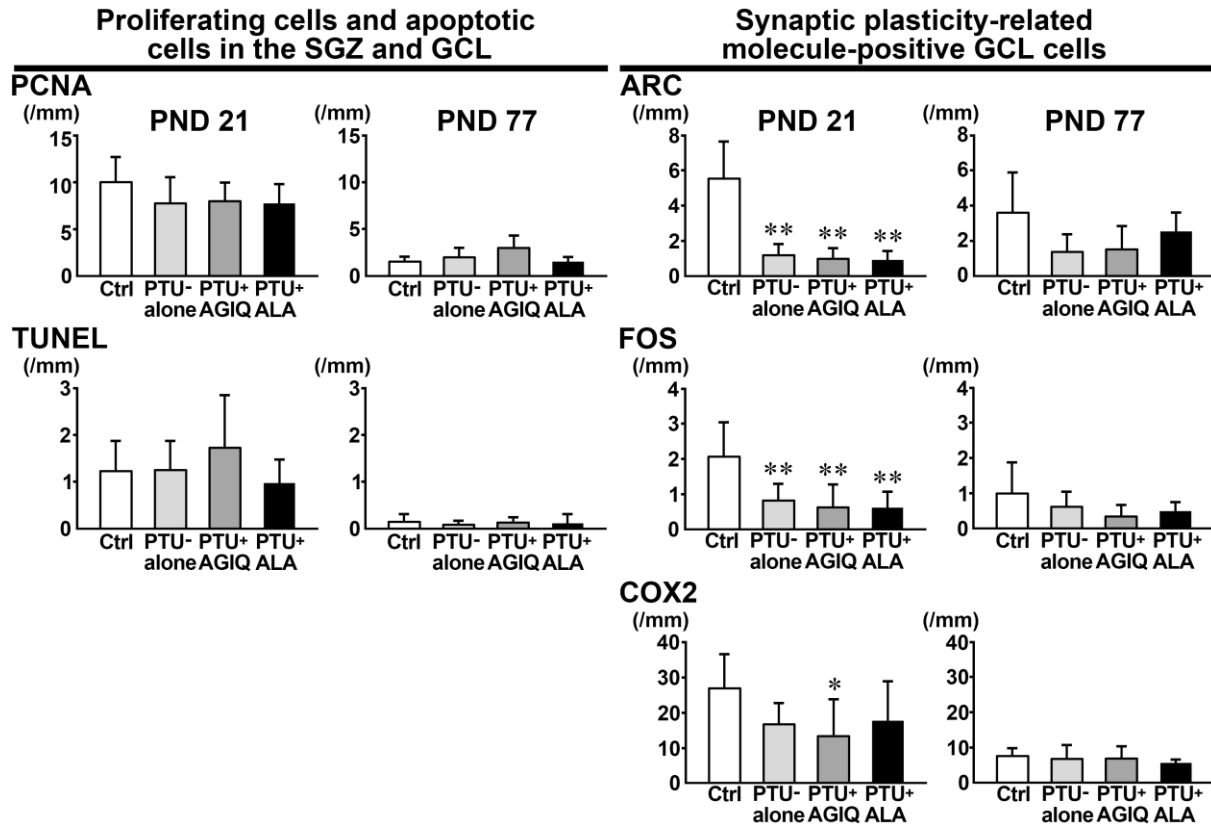 Proliferating cells and apoptotic
cells in the SGZ and GCL
PCNA
(/mm)
PND 21
15
10
5
0
Ctrl PTU- PTU+ PTU+
alone AGIQ ALA
(/mm)
PND 77
15
10
5
0
Ctrl PTU- PTU+ PTU+
alone AGIQ ALA
TUNEL
(/mm)
3
2
1
0
Ctrl PTU- PTU+ PTU+
alone AGIQ ALA
(/mm)
3
2
1
0
Ctrl PTU- PTU+ PTU+
alone AGIQ ALA
Synaptic plasticity-related
molecule-positive GCL cells
ARC
(/mm)
PND 21
8
6
4
2
0
** ** **
Ctrl PTU- PTU+ PTU+
alone AGIQ ALA
(/mm)
PND 77
8
6
4
2
0
Ctrl PTU- PTU+ PTU+
alone AGIQ ALA
FOS
(/mm)
4
3
2
1
0
** ** **
Ctrl PTU- PTU+ PTU+
alone AGIQ ALA
(/mm)
4
3
2
1
0
Ctrl PTU- PTU+ PTU+
alone AGIQ ALA
COX2
(/mm)
40
30
20
10
0
*
Ctrl PTU- PTU+ PTU+
alone AGIQ ALA
(/mm)
40
30
20
10
0
Ctrl PTU- PTU+ PTU+
alone AGIQ ALA